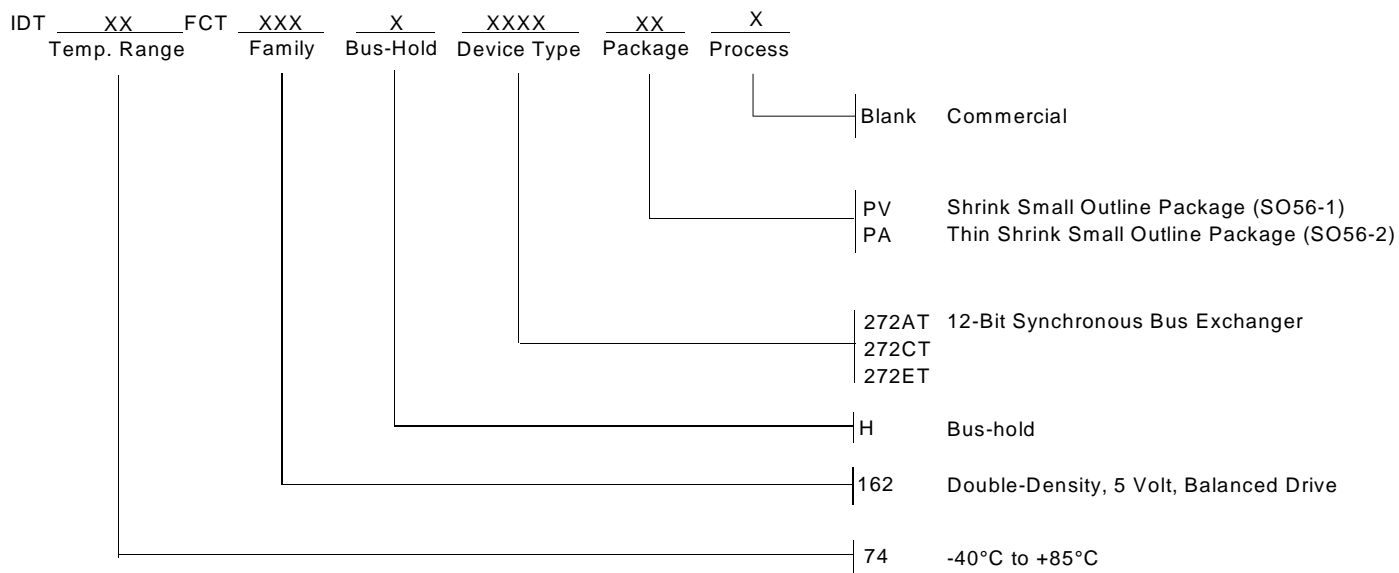 IDT XX FCT XXX X XXXX XX X
Temp. Range Family Bus-Hold Device Type Package Process
Blank Commercial
PV Shrink Small Outline Package (SO56-1)
PA Thin Shrink Small Outline Package (SO56-2)
272AT 12-Bit Synchronous Bus Exchanger
272CT
272ET
H Bus-hold
162 Double-Density, 5 Volt, Balanced Drive
74 -40°C to +85°C